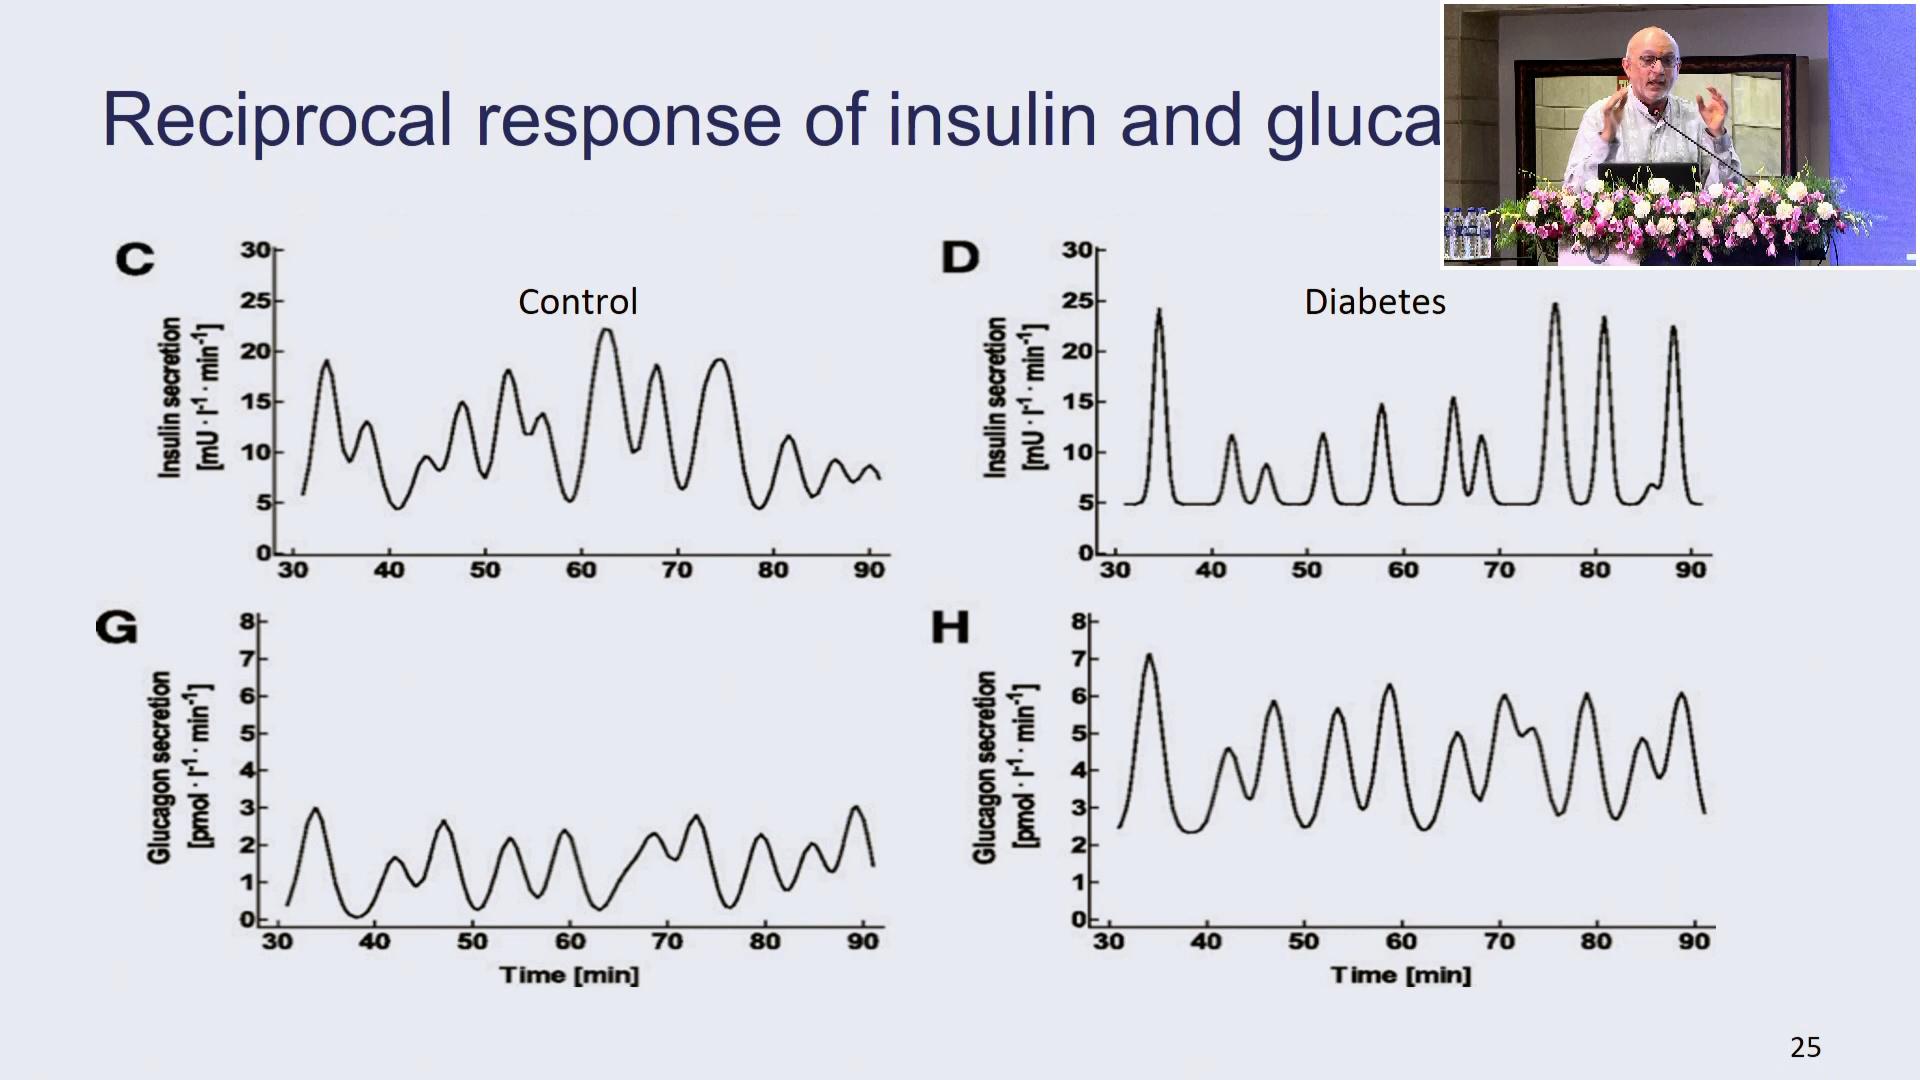 Reciprocal response of insulin and gluca
C
Control
Insulin secretion
[mU · l⁻¹ · min⁻¹]
30
25
20
15
10
5
0
30 40 50 60 70 80 90
D
Diabetes
Insulin secretion
[mU · l⁻¹ · min⁻¹]
30
25
20
15
10
5
0
30 40 50 60 70 80 90
G
Glucagon secretion
[pmol · l⁻¹ · min⁻¹]
8
7
6
5
4
3
2
1
0
30 40 50 60 70 80 90
Time [min]
H
Glucagon secretion
[pmol · l⁻¹ · min⁻¹]
8
7
6
5
4
3
2
1
0
30 40 50 60 70 80 90
Time [min]
25